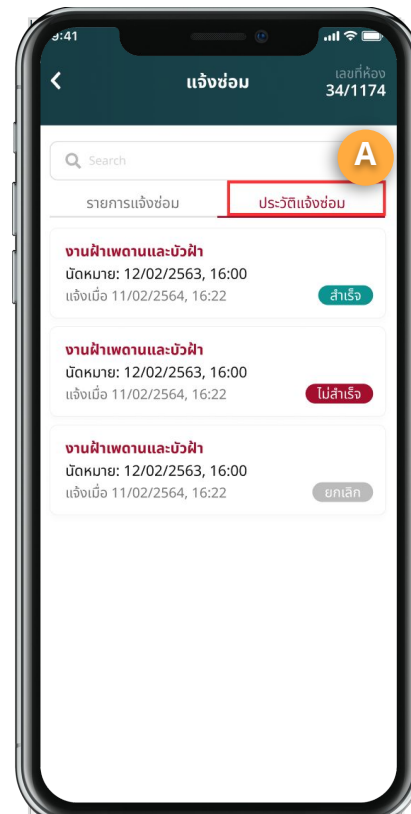 9:41
แจ้งซ่อม
เลขที่ห้อง
34/1174
Search
A
รายการแจ้งซ่อม
ประวัติแจ้งซ่อม
งานฝ้าเพดานและบัวฝ้า
นัดหมาย: 12/02/2563, 16:00
แจ้งเมื่อ 11/02/2564, 16:22
สำเร็จ
งานฝ้าเพดานและบัวฝ้า
นัดหมาย: 12/02/2563, 16:00
แจ้งเมื่อ 11/02/2564, 16:22
ไม่สำเร็จ
งานฝ้าเพดานและบัวฝ้า
นัดหมาย: 12/02/2563, 16:00
แจ้งเมื่อ 11/02/2564, 16:22
ยกเลิก